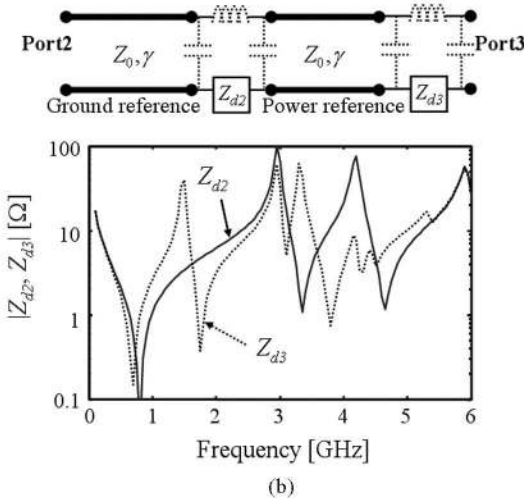 Port2
Port3
Z0, γ
Z0, γ
Ground reference
Zd2
Power reference
Zd3
|Zd2, Zd3| [Ω]
100
10
1
0.1
Zd2
Zd3
0 1 2 3 4 5 6
Frequency [GHz]
(b)